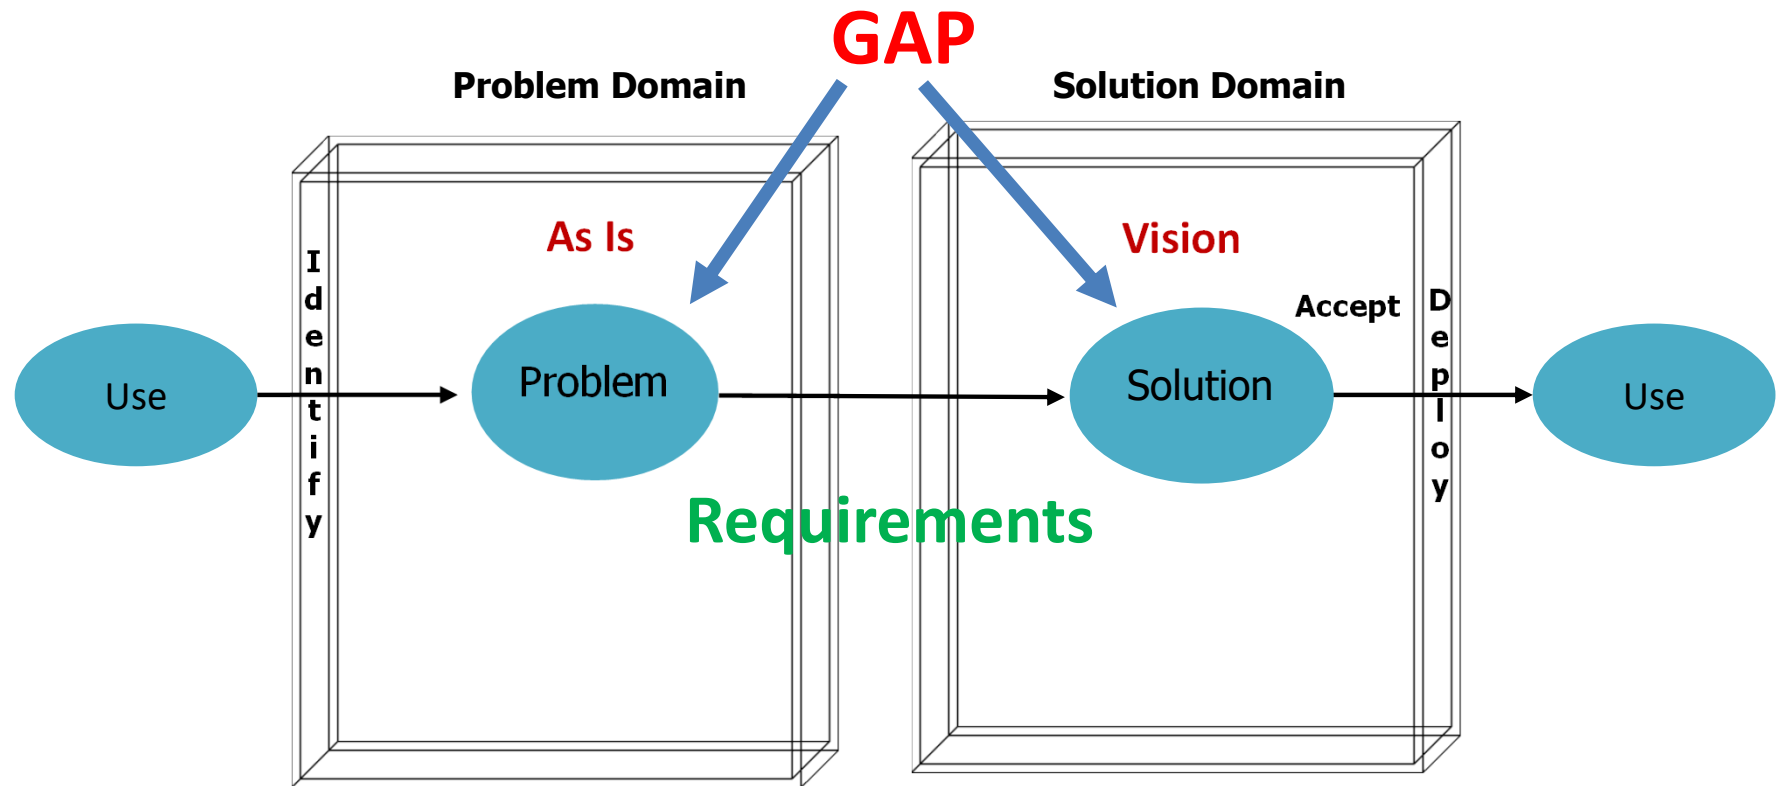 GAP
Problem Domain
Solution Domain
As Is
Vision
Identify
Accept
Deploy
Use
Problem
Solution
Use
Requirements